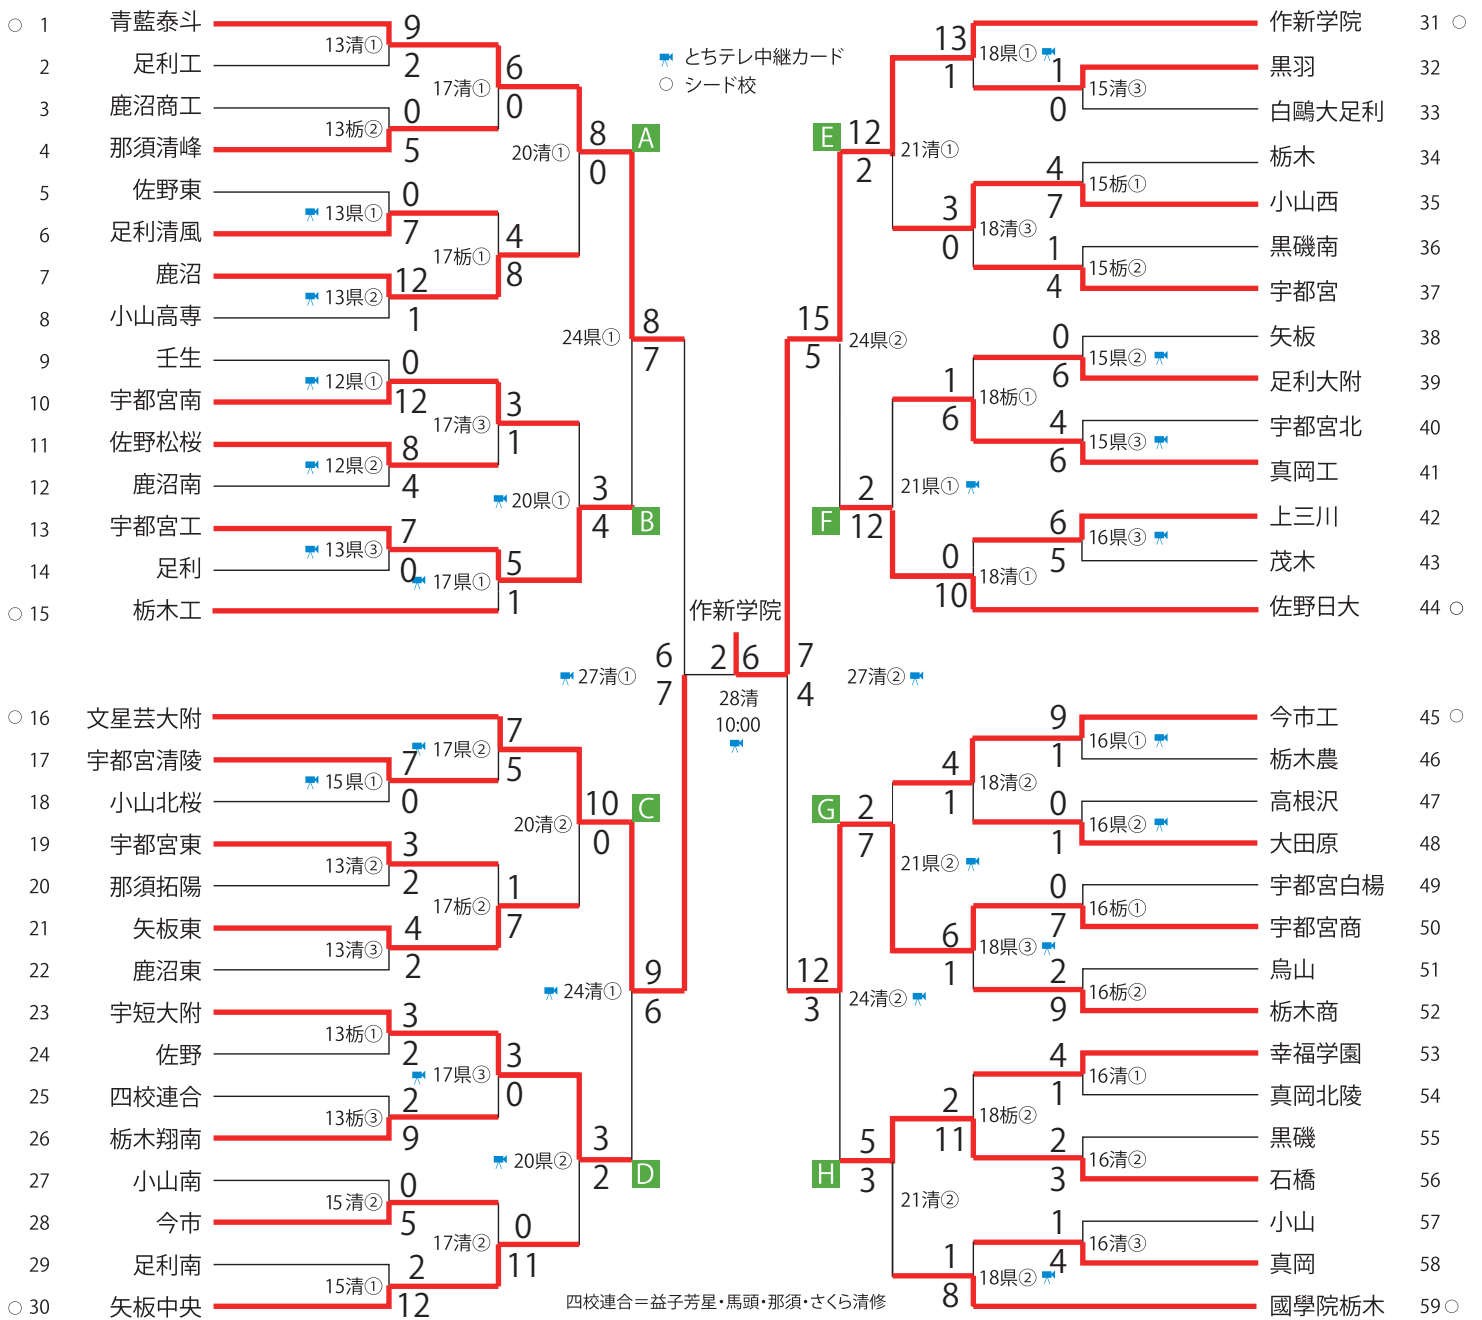 ○ 1 青藍泰斗
2 足利工
3 鹿沼商工
4 那須清峰
5 佐野東
6 足利清風
7 鹿沼
8 小山高専
9 壬生
10 宇都宮南
11 佐野松桜
12 鹿沼南
13 宇都宮工
14 足利
○ 15 栃木工
○ 16 文星芸大附
17 宇都宮清陵
18 小山北桜
19 宇都宮東
20 那須拓陽
21 矢板東
22 鹿沼東
23 宇短大附
24 佐野
25 四校連合
26 栃木翔南
27 小山南
28 今市
29 足利南
○ 30 矢板中央
13清① 9 2
13栃② 0 5
13県① 0 7
13県② 12 1
12県① 0 12
12県② 8 4
13県③ 7 0
15県① 7 0
13清② 3 2
13清③ 4 2
13栃① 3 2
13栃③ 2 9
15清② 0 5
15清① 2 12
17清① 6 0
17栃① 4 8
17清③ 3 1
17県① 5 1
17県② 7 5
17栃② 1 7
17県③ 3 0
17清② 0 11
20清① 8 0
20県① 3 4
20清② 10 0
20県② 3 2
A
B
C
D
24県① 8 7
24清① 9 6
27清① 6 7
とちテレ中継カード
○ シード校
作新学院
2 6
28清
10:00
27清② 7 4
24県② 15 5
24清② 12 3
E
F
G
H
21清① 12 2
21県① 2 12
21県② 2 7
21清② 5 3
18県① 13 1
18清③ 3 0
18栃① 1 6
18清① 0 10
18清② 4 1
18県③ 6 1
18栃② 2 11
18県② 1 8
15清③ 1 0
15栃① 4 7
15栃② 1 4
15県② 0 6
15県③ 4 6
16県③ 6 5
16県① 9 1
16県② 0 1
16栃① 0 7
16栃② 2 9
16清① 4 1
16清② 2 3
16清③ 1 4
作新学院 31 ○
黒羽 32
白鷗大足利 33
栃木 34
小山西 35
黒磯南 36
宇都宮 37
矢板 38
足利大附 39
宇都宮北 40
真岡工 41
上三川 42
茂木 43
佐野日大 44 ○
今市工 45 ○
栃木農 46
高根沢 47
大田原 48
宇都宮白楊 49
宇都宮商 50
烏山 51
栃木商 52
幸福学園 53
真岡北陵 54
黒磯 55
石橋 56
小山 57
真岡 58
國學院栃木 59 ○
四校連合＝益子芳星・馬頭・那須・さくら清修